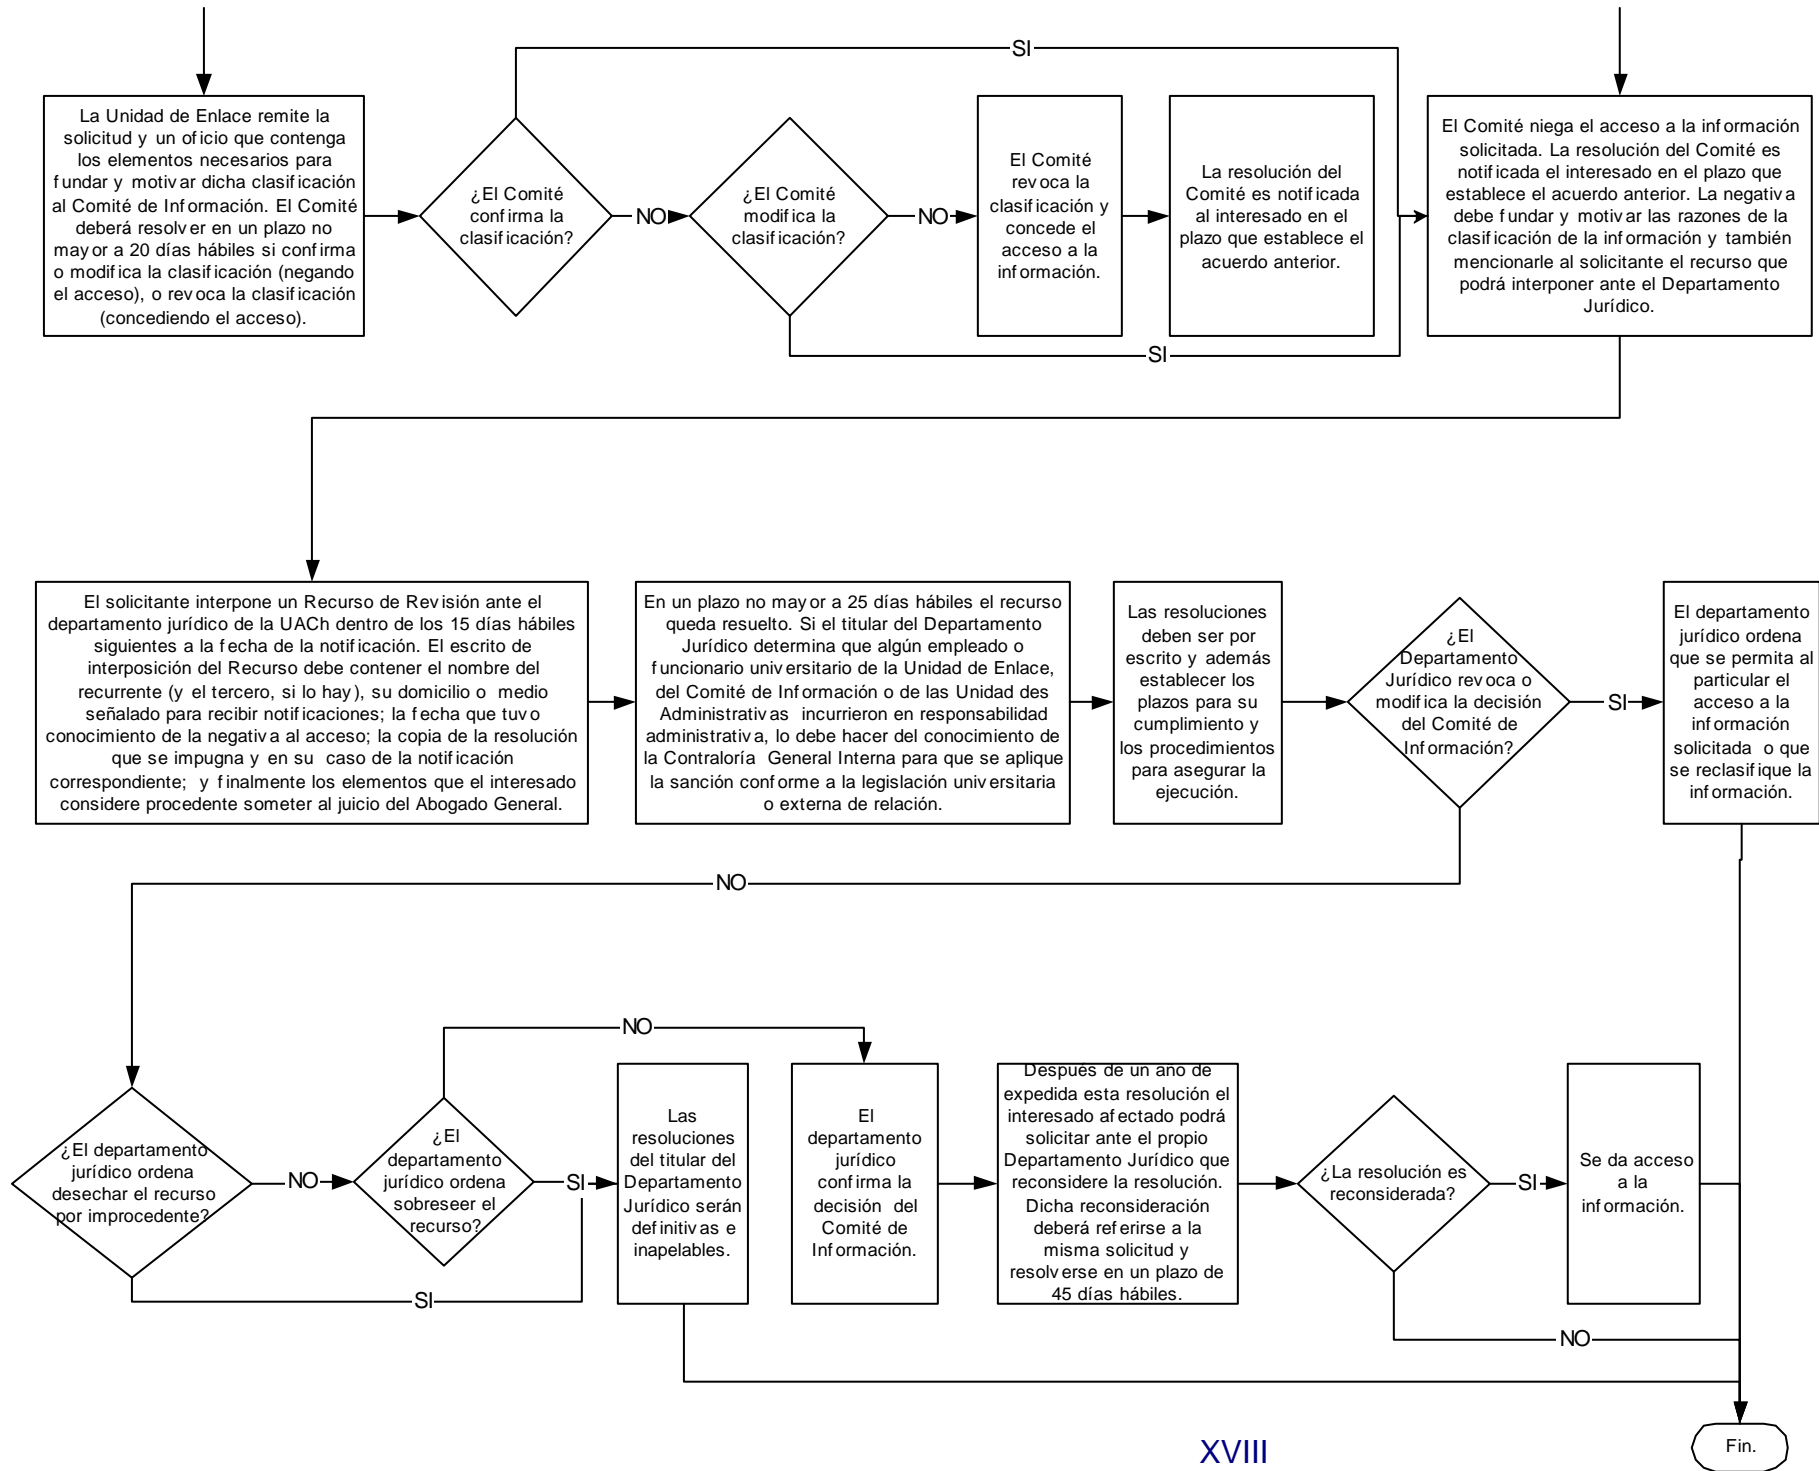 SI
La Unidad de Enlace remite la
solicitud y un oficio que contenga
los elementos necesarios para
fundar y motivar dicha clasificación
al Comité de Información. El Comité
deberá resolver en un plazo no
mayor a 20 días hábiles si confirma
o modifica la clasificación (negando
el acceso), o revoca la clasificación
(concediendo el acceso).
¿El Comité
confirma la
clasificación?
NO
¿El Comité
modifica la
clasificación?
NO
El Comité
revoca la
clasificación y
concede el
acceso a la
información.
La resolución del
Comité es notificada
al interesado en el
plazo que establece el
acuerdo anterior.
El Comité niega el acceso a la información
solicitada. La resolución del Comité es
notificada el interesado en el plazo que
establece el acuerdo anterior. La negativa
debe fundar y motivar las razones de la
clasificación de la información y también
mencionarle al solicitante el recurso que
podrá interponer ante el Departamento
Jurídico.
SI
El solicitante interpone un Recurso de Revisión ante el
departamento jurídico de la UACh dentro de los 15 días hábiles
siguientes a la fecha de la notificación. El escrito de
interposición del Recurso debe contener el nombre del
recurrente (y el tercero, si lo hay), su domicilio o medio
señalado para recibir notificaciones; la fecha que tuvo
conocimiento de la negativa al acceso; la copia de la resolución
que se impugna y en su caso de la notificación
correspondiente; y finalmente los elementos que el interesado
considere procedente someter al juicio del Abogado General.
En un plazo no mayor a 25 días hábiles el recurso
queda resuelto. Si el titular del Departamento
Jurídico determina que algún empleado o
funcionario universitario de la Unidad de Enlace,
del Comité de Información o de las Unidad des
Administrativas incurrieron en responsabilidad
administrativa, lo debe hacer del conocimiento de
la Contraloría General Interna para que se aplique
la sanción conforme a la legislación universitaria
o externa de relación.
Las resoluciones
deben ser por
escrito y además
establecer los
plazos para su
cumplimiento y
los procedimientos
para asegurar la
ejecución.
¿El
Departamento
Jurídico revoca o
modifica la decisión
del Comité de
Información?
SI
El departamento
jurídico ordena
que se permita al
particular el
acceso a la
información
solicitada o que
se reclasifique la
información.
NO
¿El departamento
jurídico ordena
desechar el recurso
por improcedente?
NO
¿El
departamento
jurídico ordena
sobreseer el
recurso?
SI
NO
SI
Las
resoluciones
del titular del
Departamento
Jurídico serán
definitivas e
inapelables.
El
departamento
jurídico
confirma la
decisión del
Comité de
Información.
Después de un ano de
expedida esta resolución el
interesado afectado podrá
solicitar ante el propio
Departamento Jurídico que
reconsidere la resolución.
Dicha reconsideración
deberá referirse a la
misma solicitud y
resolverse en un plazo de
45 días hábiles.
¿La resolución es
reconsiderada?
SI
Se da acceso
a la
información.
NO
Fin.
XVIII